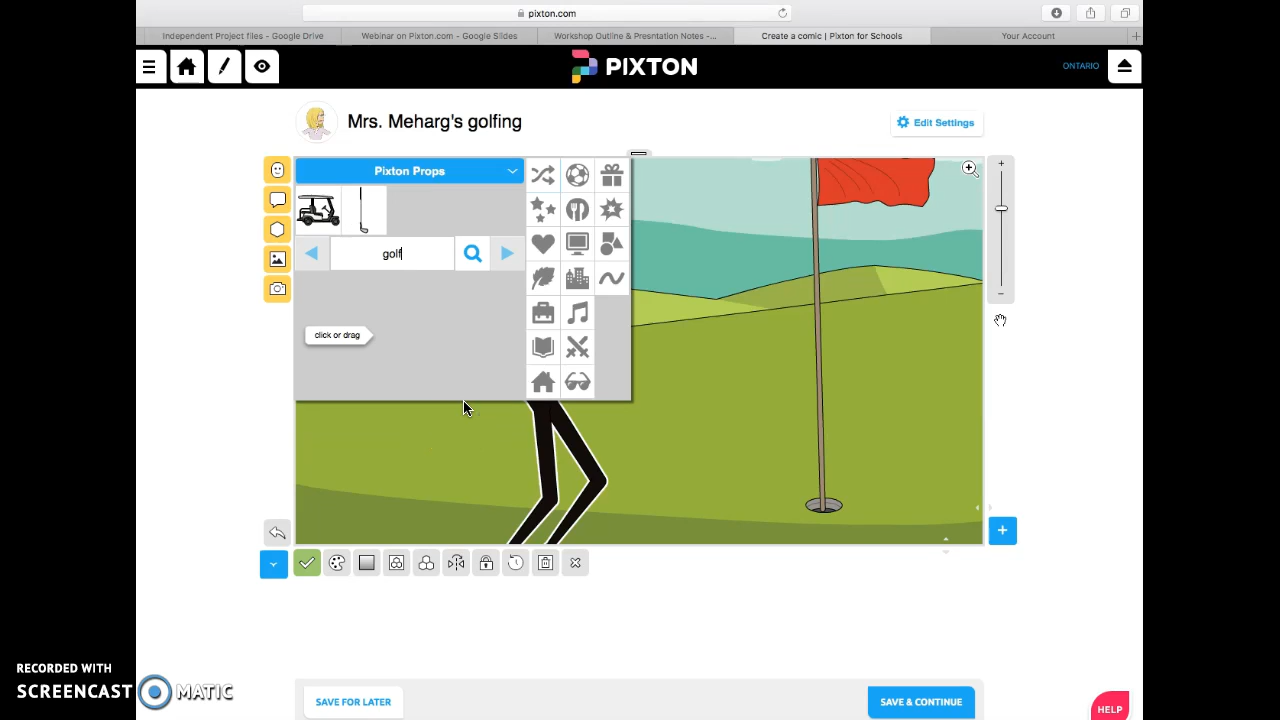 pixton.com
Independent Project files - Google Drive
Webinar on Pixton.com - Google Slides
Workshop Outline & Presntation Notes -...
Create a comic | Pixton for Schools
Your Account
PIXTON
ONTARIO
Mrs. Meharg's golfing
Edit Settings
Pixton Props
golf
click or drag
RECORDED WITH
SCREENCAST MATIC
SAVE FOR LATER
SAVE & CONTINUE
HELP